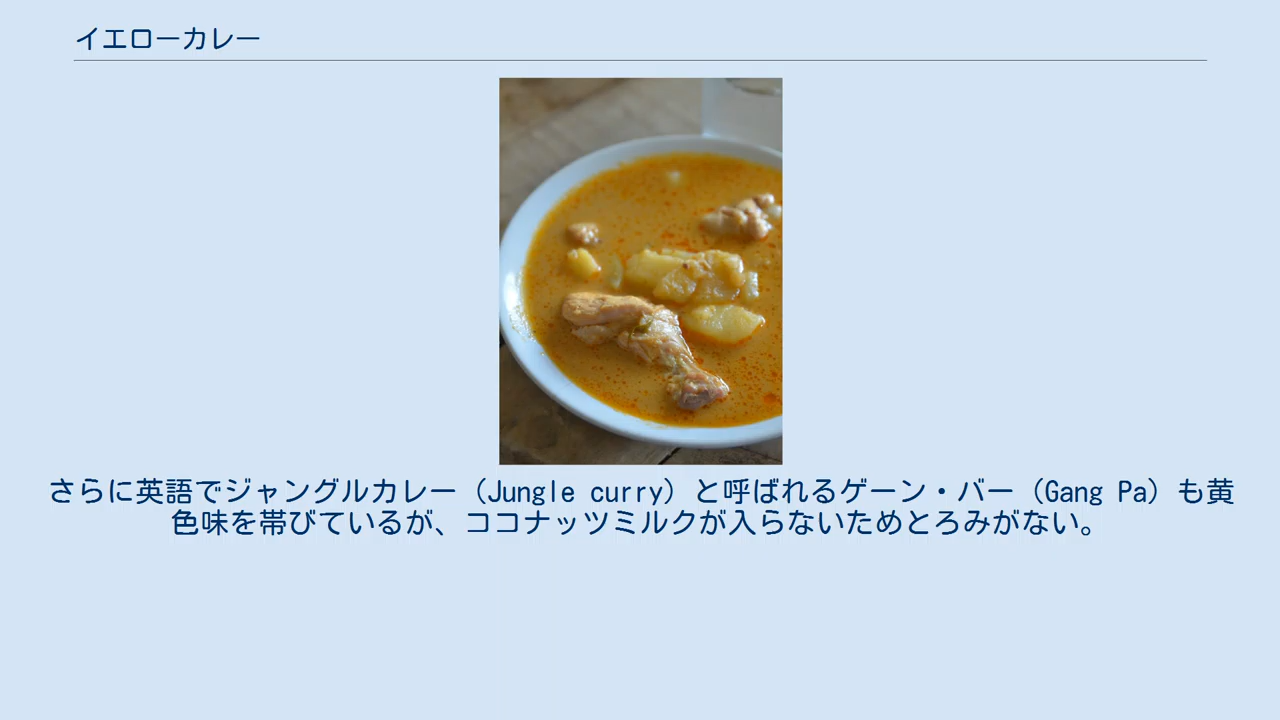 イエローカレー
さらに英語でジャングルカレー（Jungle curry）と呼ばれるゲーン・バー（Gang Pa）も黄
色味を帯びているが、ココナッツミルクが入らないためとろみがない。